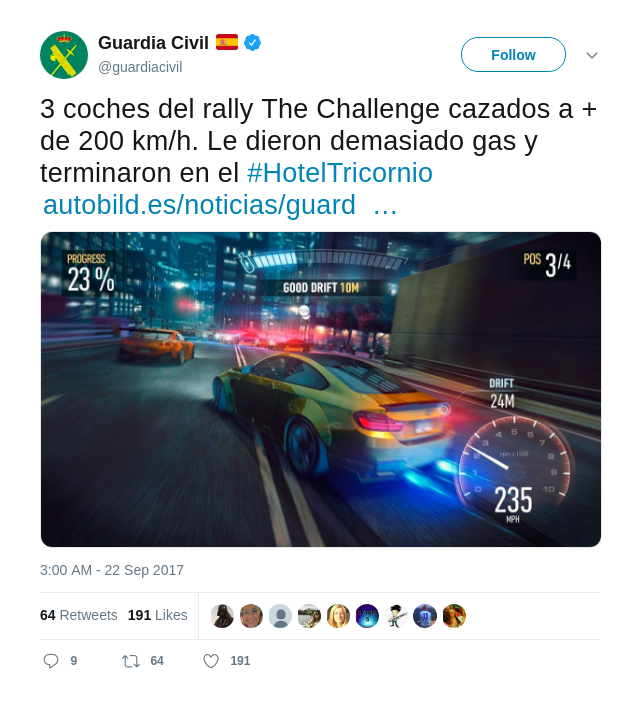 Guardia Civil
@guardiacivil
Follow
3 coches del rally The Challenge cazados a +
de 200 km/h. Le dieron demasiado gas y
terminaron en el #HotelTricornio
autobild.es/noticias/guard …
PROGRESS
23 %
GOOD DRIFT 10M
POS 3/4
DRIFT
24M
0 1 2 3 4 5 6 7 8 9 10
rpm x 1000
235
MPH
3:00 AM - 22 Sep 2017
64 Retweets 191 Likes
9 64 191